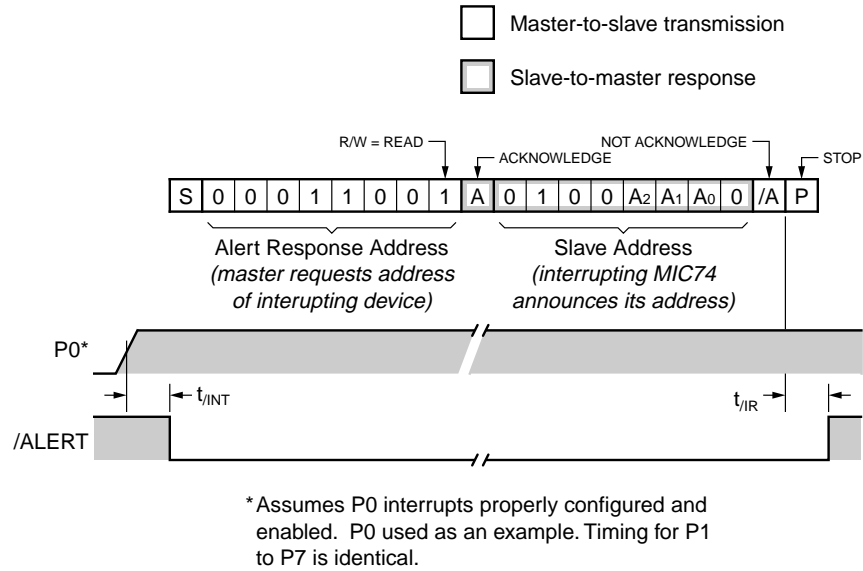 Master-to-slave transmission
Slave-to-master response
R/W = READ
ACKNOWLEDGE
NOT ACKNOWLEDGE
STOP
S 0 0 0 1 1 0 0 1 A 0 1 0 0 A2 A1 A0 0 /A P
Alert Response Address
(master requests address
of interupting device)
Slave Address
(interrupting MIC74
announces its address)
P0*
t/INT
t/IR
/ALERT
*Assumes P0 interrupts properly configured and
enabled. P0 used as an example. Timing for P1
to P7 is identical.